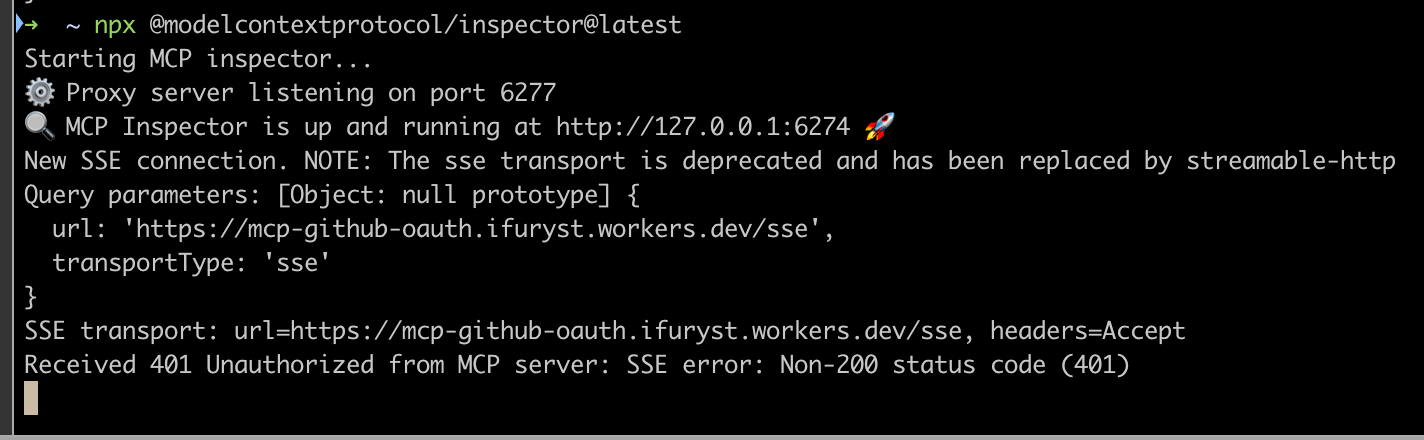 }
→ ~ npx @modelcontextprotocol/inspector@latest
Starting MCP inspector...
⚙️ Proxy server listening on port 6277
🔍 MCP Inspector is up and running at http://127.0.0.1:6274 🚀
New SSE connection. NOTE: The sse transport is deprecated and has been replaced by streamable-http
Query parameters: [Object: null prototype] {
  url: 'https://mcp-github-oauth.ifuryst.workers.dev/sse',
  transportType: 'sse'
}
SSE transport: url=https://mcp-github-oauth.ifuryst.workers.dev/sse, headers=Accept
Received 401 Unauthorized from MCP server: SSE error: Non-200 status code (401)